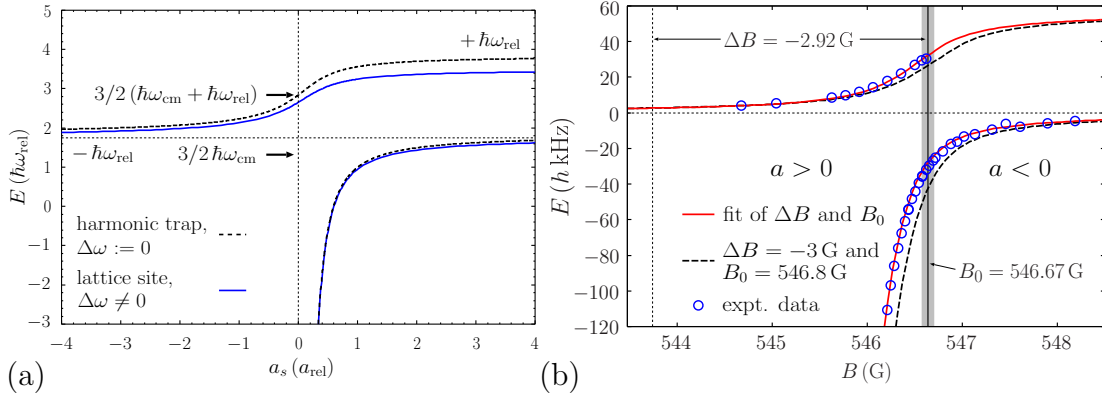 5
4
3
2
1
0
−1
−2
−3
E (ħω_rel)
+ ħω_rel
3/2 (ħω_cm + ħω_rel)
− ħω_rel
3/2 ħω_cm
harmonic trap,
Δω := 0
lattice site,
Δω ≠ 0
−4 −3 −2 −1 0 1 2 3 4
a_s (a_rel)
(a)
60
40
20
0
−20
−40
−60
−80
−100
−120
E (h kHz)
ΔB = −2.92 G
a > 0
a < 0
fit of ΔB and B₀
ΔB = −3 G and
B₀ = 546.8 G
B₀ = 546.67 G
expt. data
544 545 546 547 548
B (G)
(b)